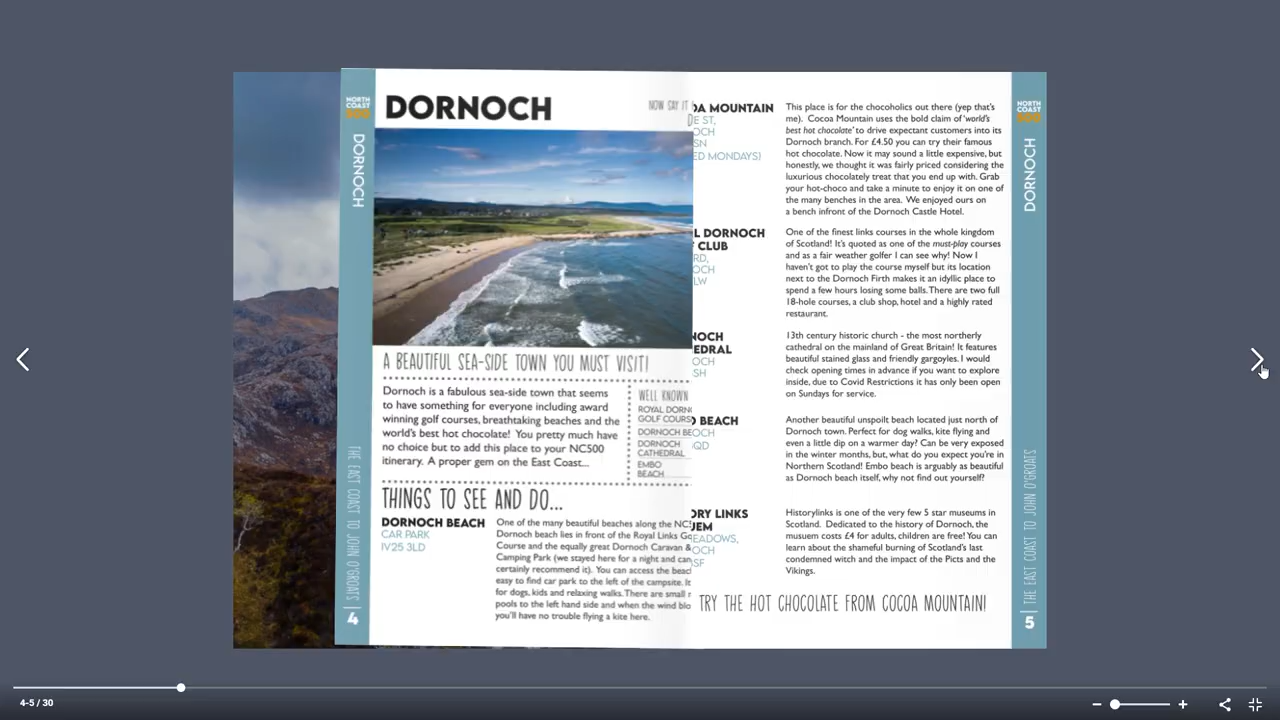 NORTH
COAST
500
DORNOCH
THE EAST COAST TO JOHN O'GROATS
4
DORNOCH
NOW SAY IT
A BEAUTIFUL SEA-SIDE TOWN YOU MUST VISIT!
Dornoch is a fabulous sea-side town that seems
to have something for everyone including award
winning golf courses, breathtaking beaches and the
world's best hot chocolate! You pretty much have
no choice but to add this place to your NC500
itinerary. A proper gem on the East Coast...
WELL KNOWN
ROYAL DORN
GOLF COURS
DORNOCH BE
DORNOCH
CATHEDRAL
EMBO
BEACH
THINGS TO SEE AND DO...
DORNOCH BEACH
CAR PARK
IV25 3LD
One of the many beautiful beaches along the NC5
Dornoch beach lies in front of the Royal Links Go
Course and the equally great Dornoch Caravan &
Camping Park (we stayed here for a night and can
certainly recommend it). You can access the beac
easy to find car park to the left of the campsite. It
for dogs, kids and relaxing walks. There are small r
pools to the left hand side and when the wind blo
you'll have no trouble flying a kite here.
OA MOUNTAIN
E ST,
OCH
SN
ED MONDAYS)
This place is for the chocoholics out there (yep that's
me). Cocoa Mountain uses the bold claim of 'world's
best hot chocolate' to drive expectant customers into its
Dornoch branch. For £4.50 you can try their famous
hot chocolate. Now it may sound a little expensive, but
honestly, we thought it was fairly priced considering the
luxurious chocolately treat that you end up with. Grab
your hot-choco and take a minute to enjoy it on one of
the many benches in the area. We enjoyed ours on
a bench infront of the Dornoch Castle Hotel.
L DORNOCH
CLUB
RD,
OCH
LW
One of the finest links courses in the whole kingdom
of Scotland! It's quoted as one of the must-play courses
and as a fair weather golfer I can see why! Now I
haven't got to play the course myself but its location
next to the Dornoch Firth makes it an idyllic place to
spend a few hours losing some balls. There are two full
18-hole courses, a club shop, hotel and a highly rated
restaurant.
NOCH
EDRAL
OCH
SH
13th century historic church - the most northerly
cathedral on the mainland of Great Britain! It features
beautiful stained glass and friendly gargoyles. I would
check opening times in advance if you want to explore
inside, due to Covid Restrictions it has only been open
on Sundays for service.
O BEACH
OCH
QD
Another beautiful unspoilt beach located just north of
Dornoch town. Perfect for dog walks, kite flying and
even a little dip on a warmer day? Can be very exposed
in the winter months, but, what do you expect you're in
Northern Scotland! Embo beach is arguably as beautiful
as Dornoch beach itself, why not find out yourself?
ORY LINKS
UEM
EADOWS,
OCH
SF
Historylinks is one of the very few 5 star museums in
Scotland. Dedicated to the history of Dornoch, the
musuem costs £4 for adults, children are free! You can
learn about the shameful burning of Scotland's last
condemned witch and the impact of the Picts and the
Vikings.
TRY THE HOT CHOCOLATE FROM COCOA MOUNTAIN!
NORTH
COAST
500
DORNOCH
THE EAST COAST TO JOHN O'GROATS
5
4-5 / 30